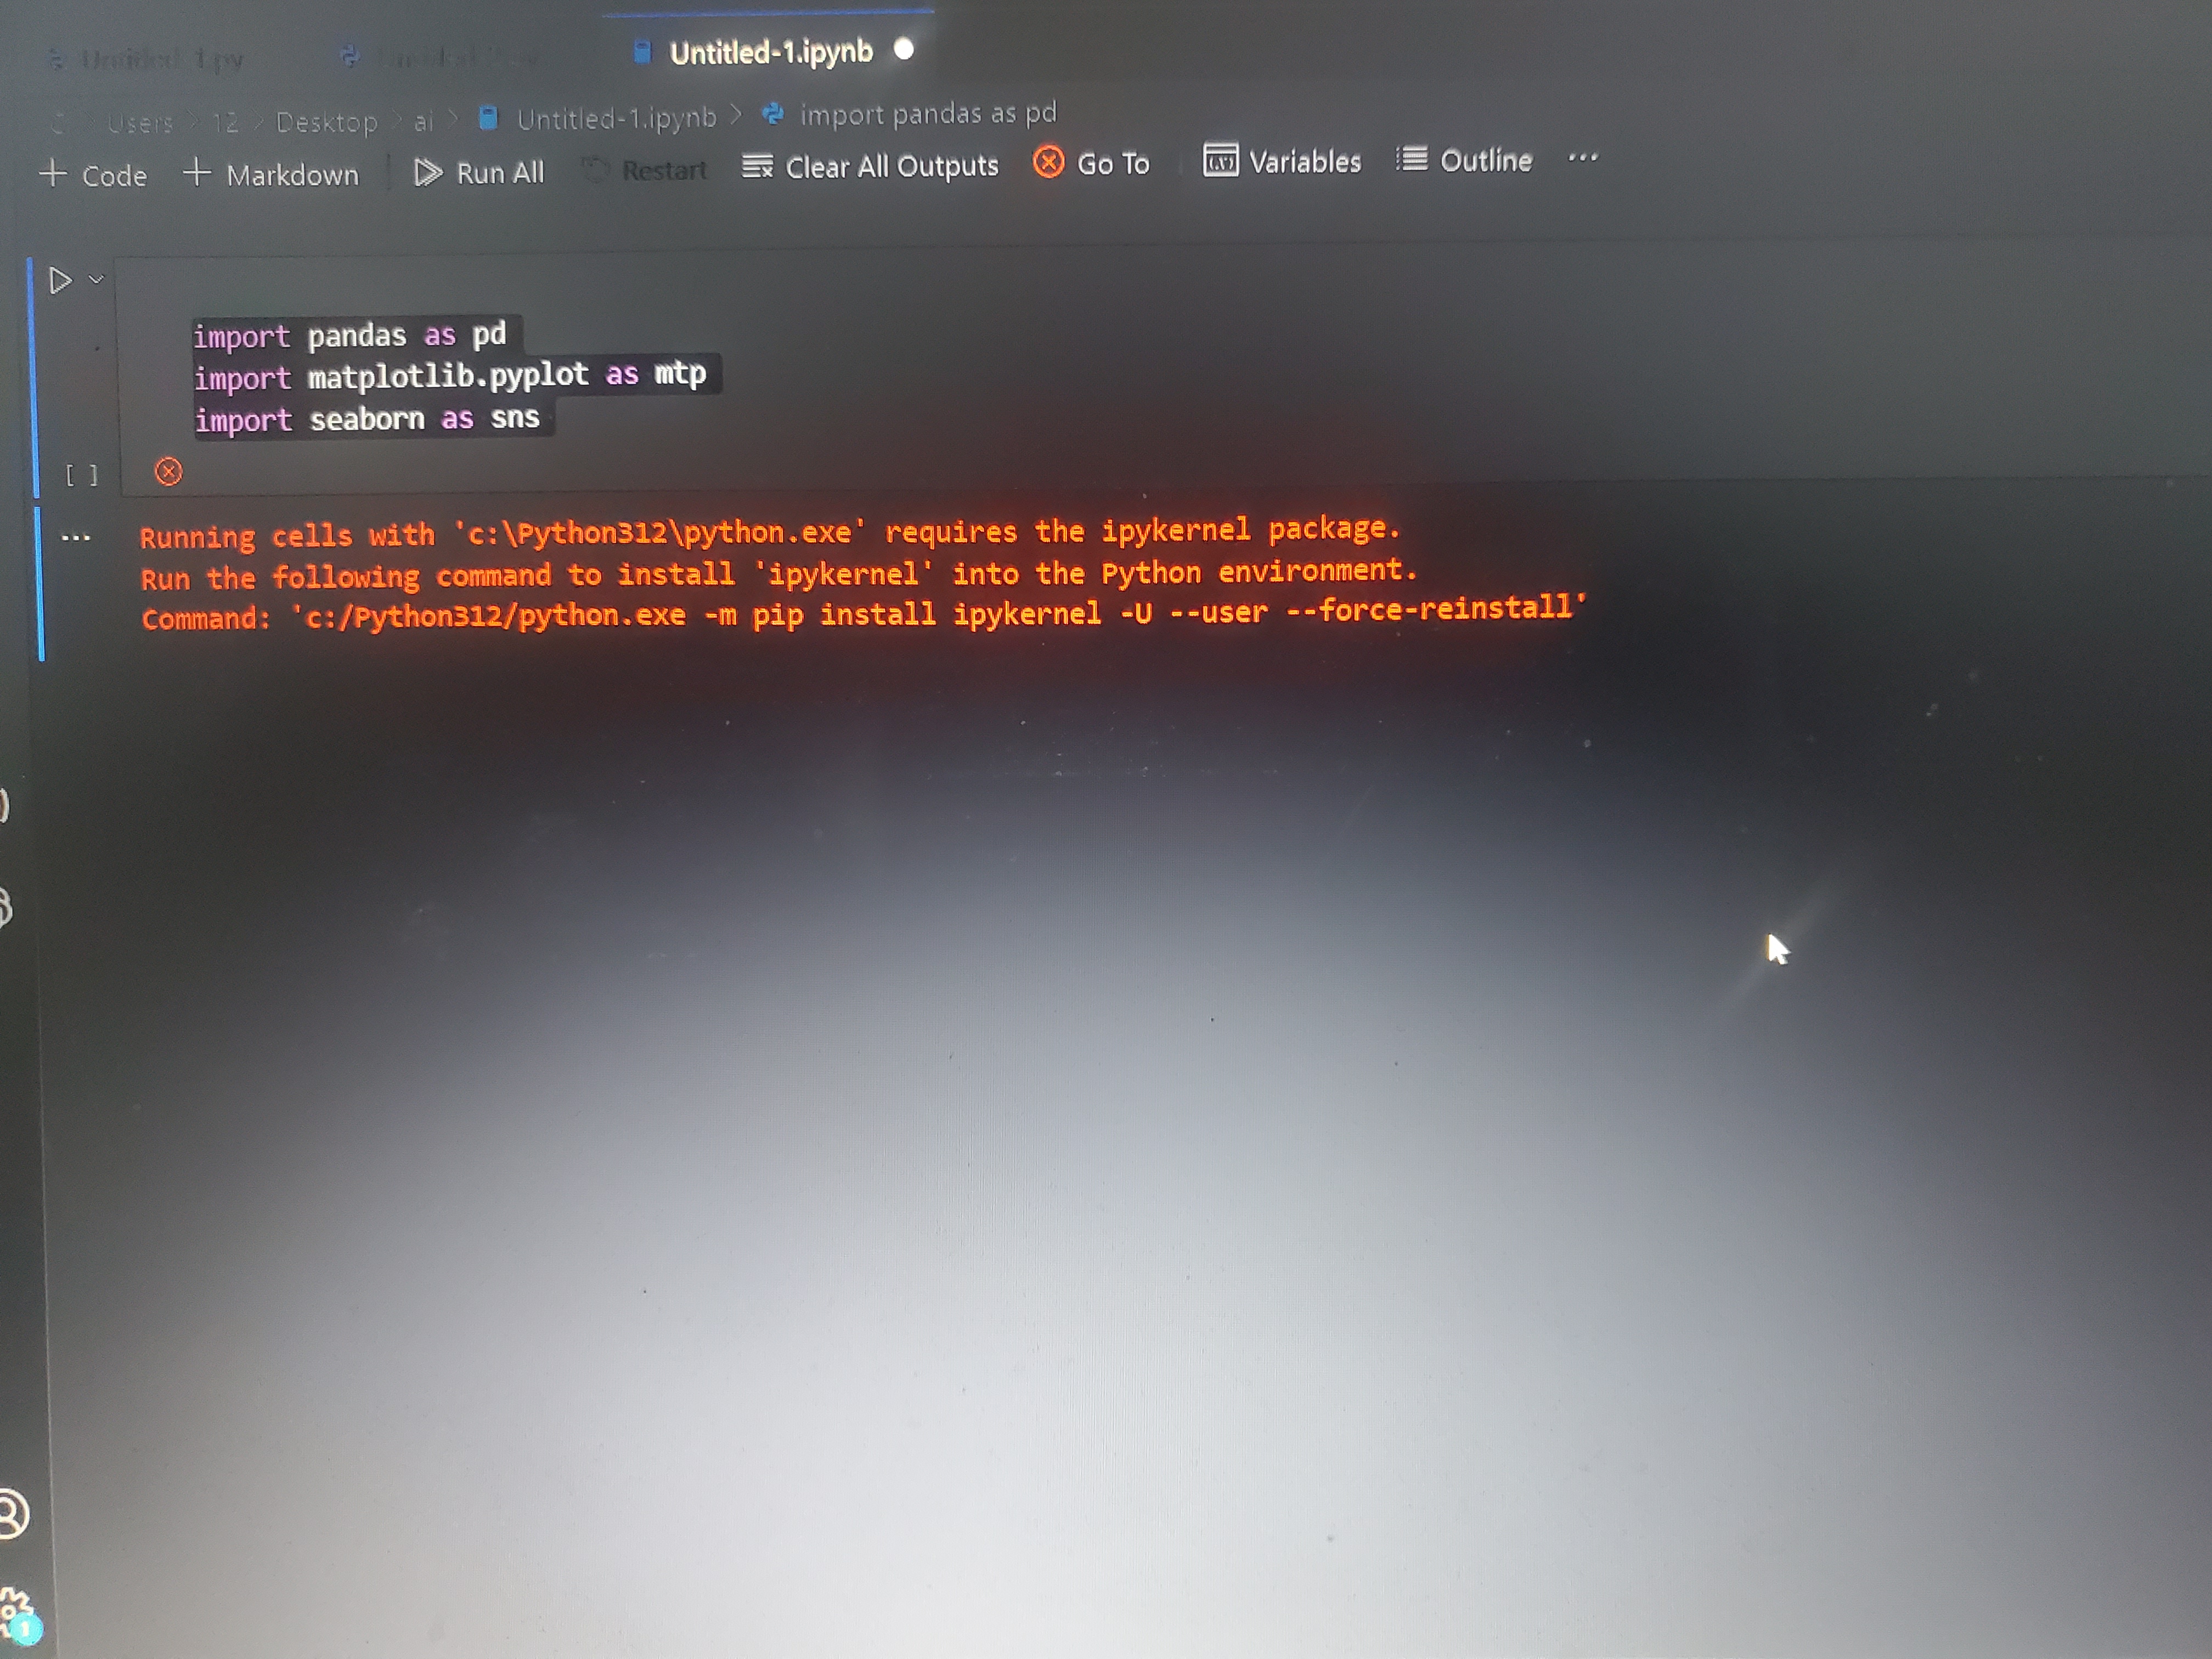 Untitled-1.py
Untitled-1.ipynb
Users > 12 > Desktop > ai > Untitled-1.ipynb > import pandas as pd
+ Code + Markdown Run All Restart Clear All Outputs Go To Variables Outline ...
import pandas as pd
import matplotlib.pyplot as mtp
import seaborn as sns
[ ]
... Running cells with 'c:\Python312\python.exe' requires the ipykernel package.
Run the following command to install 'ipykernel' into the Python environment.
Command: 'c:/Python312/python.exe -m pip install ipykernel -U --user --force-reinstall'
1